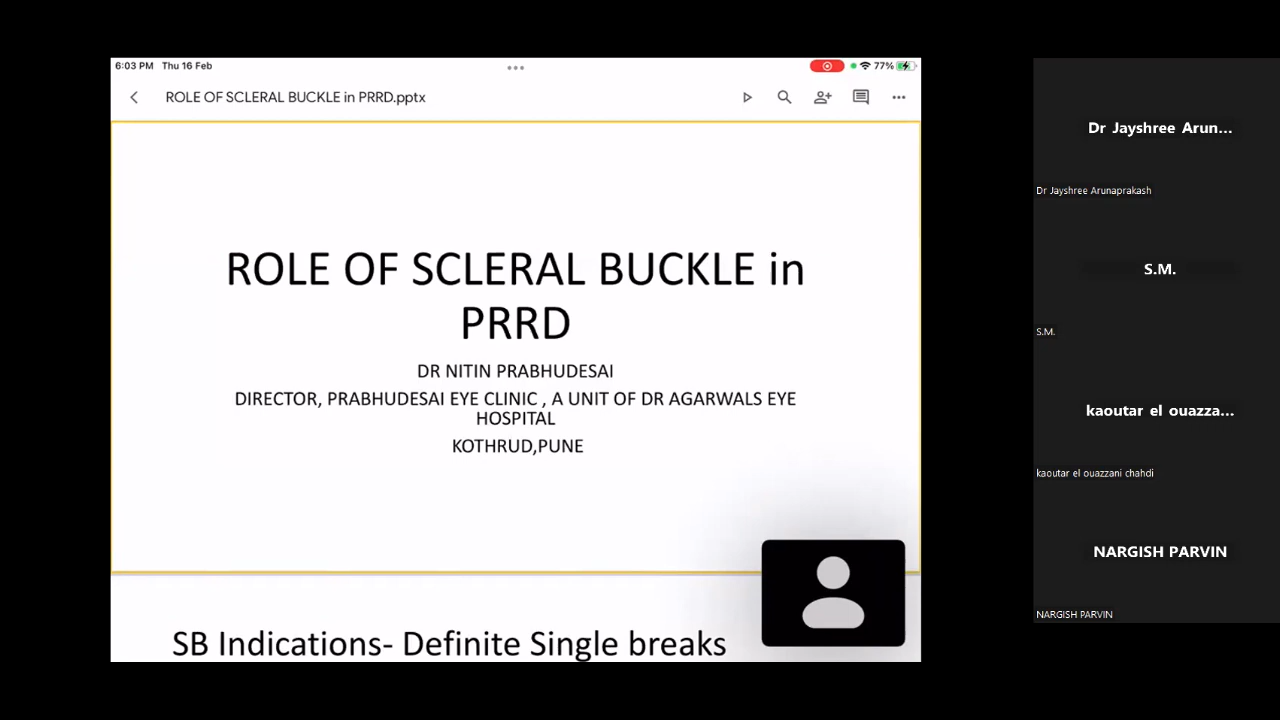 6:03 PM Thu 16 Feb
77%
ROLE OF SCLERAL BUCKLE in PRRD.pptx
ROLE OF SCLERAL BUCKLE in
PRRD
DR NITIN PRABHUDESAI
DIRECTOR, PRABHUDESAI EYE CLINIC , A UNIT OF DR AGARWALS EYE
HOSPITAL
KOTHRUD,PUNE
SB Indications- Definite Single breaks
Dr Jayshree Arun...
Dr Jayshree Arunaprakash
S.M.
S.M.
kaoutar el ouazza...
kaoutar el ouazzani chahdi
NARGISH PARVIN
NARGISH PARVIN